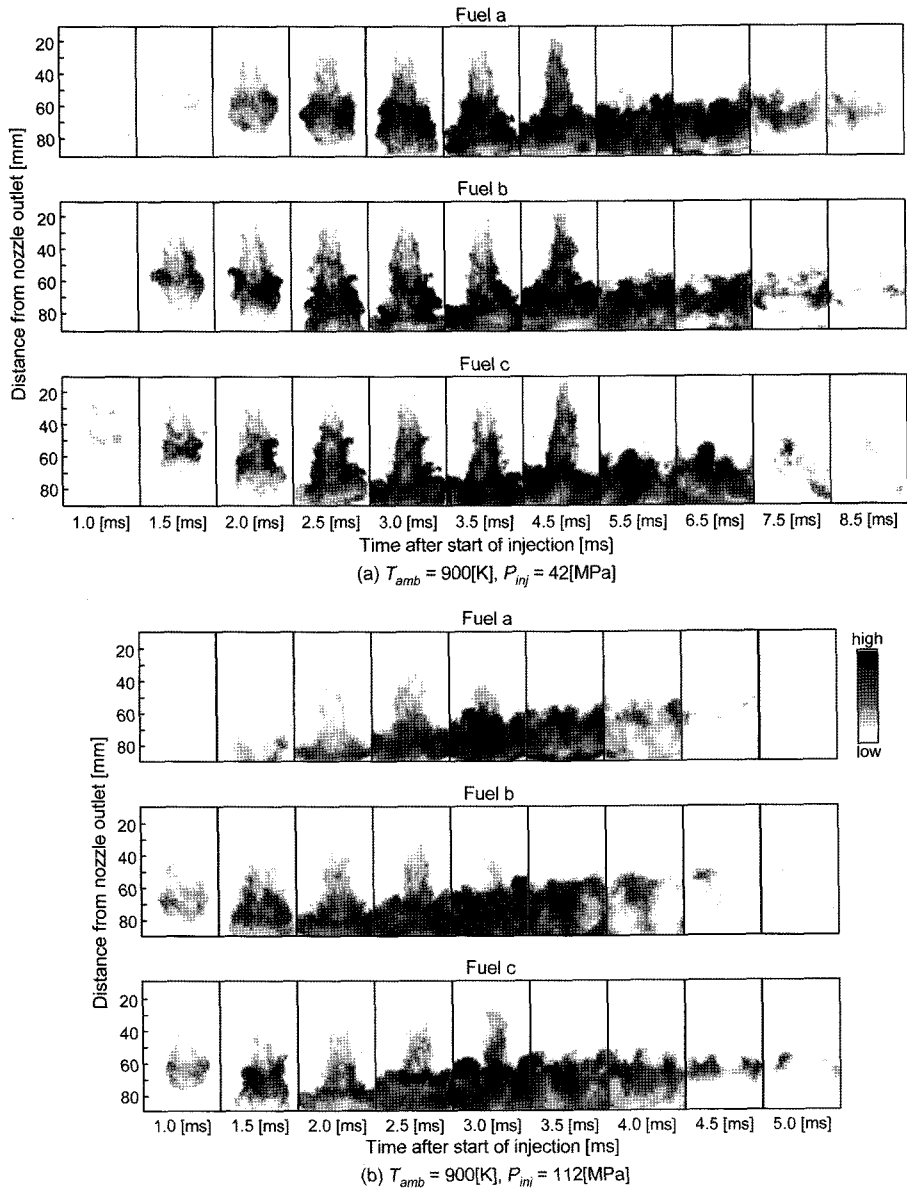 Fuel a
20
40
60
80
Fuel b
20
40
60
80
Fuel c
20
40
60
80
Distance from nozzle outlet [mm]
1.0 [ms] 1.5 [ms] 2.0 [ms] 2.5 [ms] 3.0 [ms] 3.5 [ms] 4.5 [ms] 5.5 [ms] 6.5 [ms] 7.5 [ms] 8.5 [ms]
Time after start of injection [ms]
(a) T_amb = 900[K], P_inj = 42[MPa]
Fuel a
20
40
60
80
high
low
Fuel b
20
40
60
80
Fuel c
20
40
60
80
Distance from nozzle outlet [mm]
1.0 [ms] 1.5 [ms] 2.0 [ms] 2.5 [ms] 3.0 [ms] 3.5 [ms] 4.0 [ms] 4.5 [ms] 5.0 [ms]
Time after start of injection [ms]
(b) T_amb = 900[K], P_inj = 112[MPa]